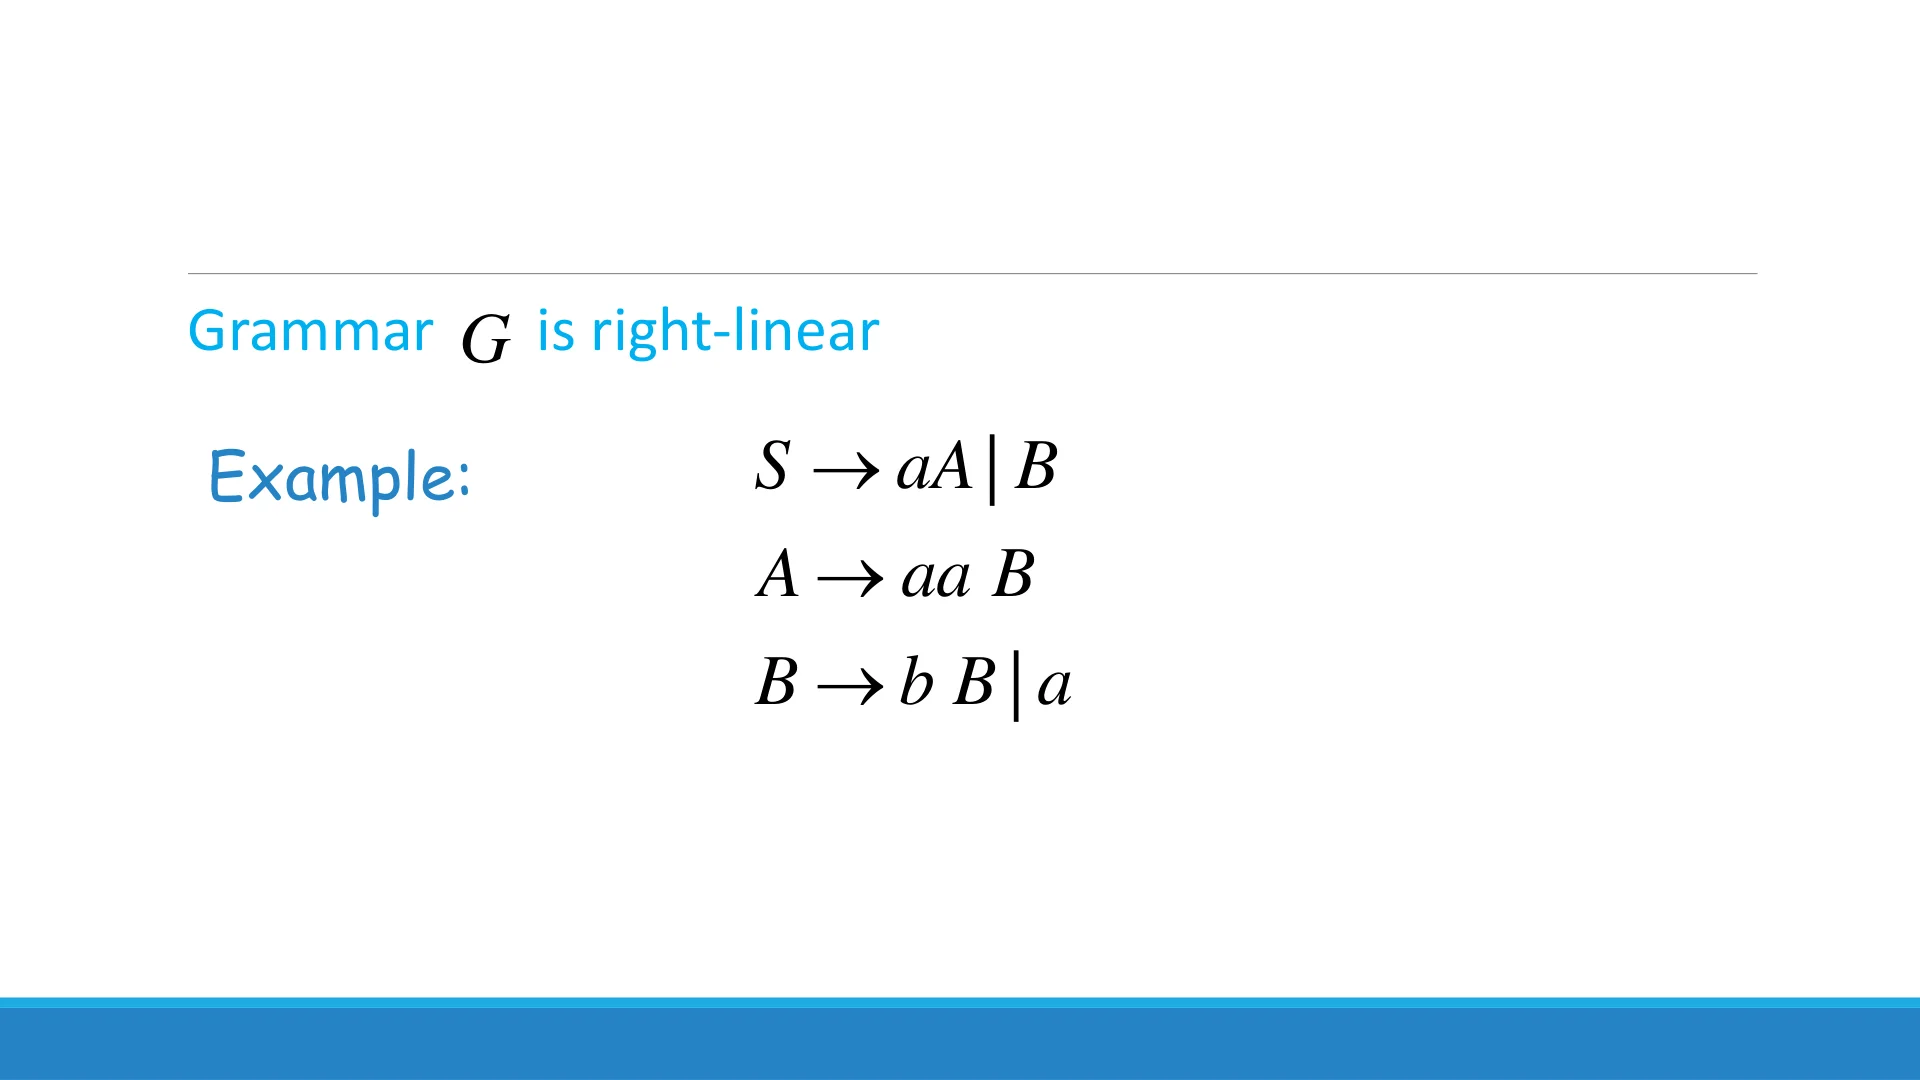 Grammar G is right-linear
Example:
S → aA | B
A → aa B
B → b B | a